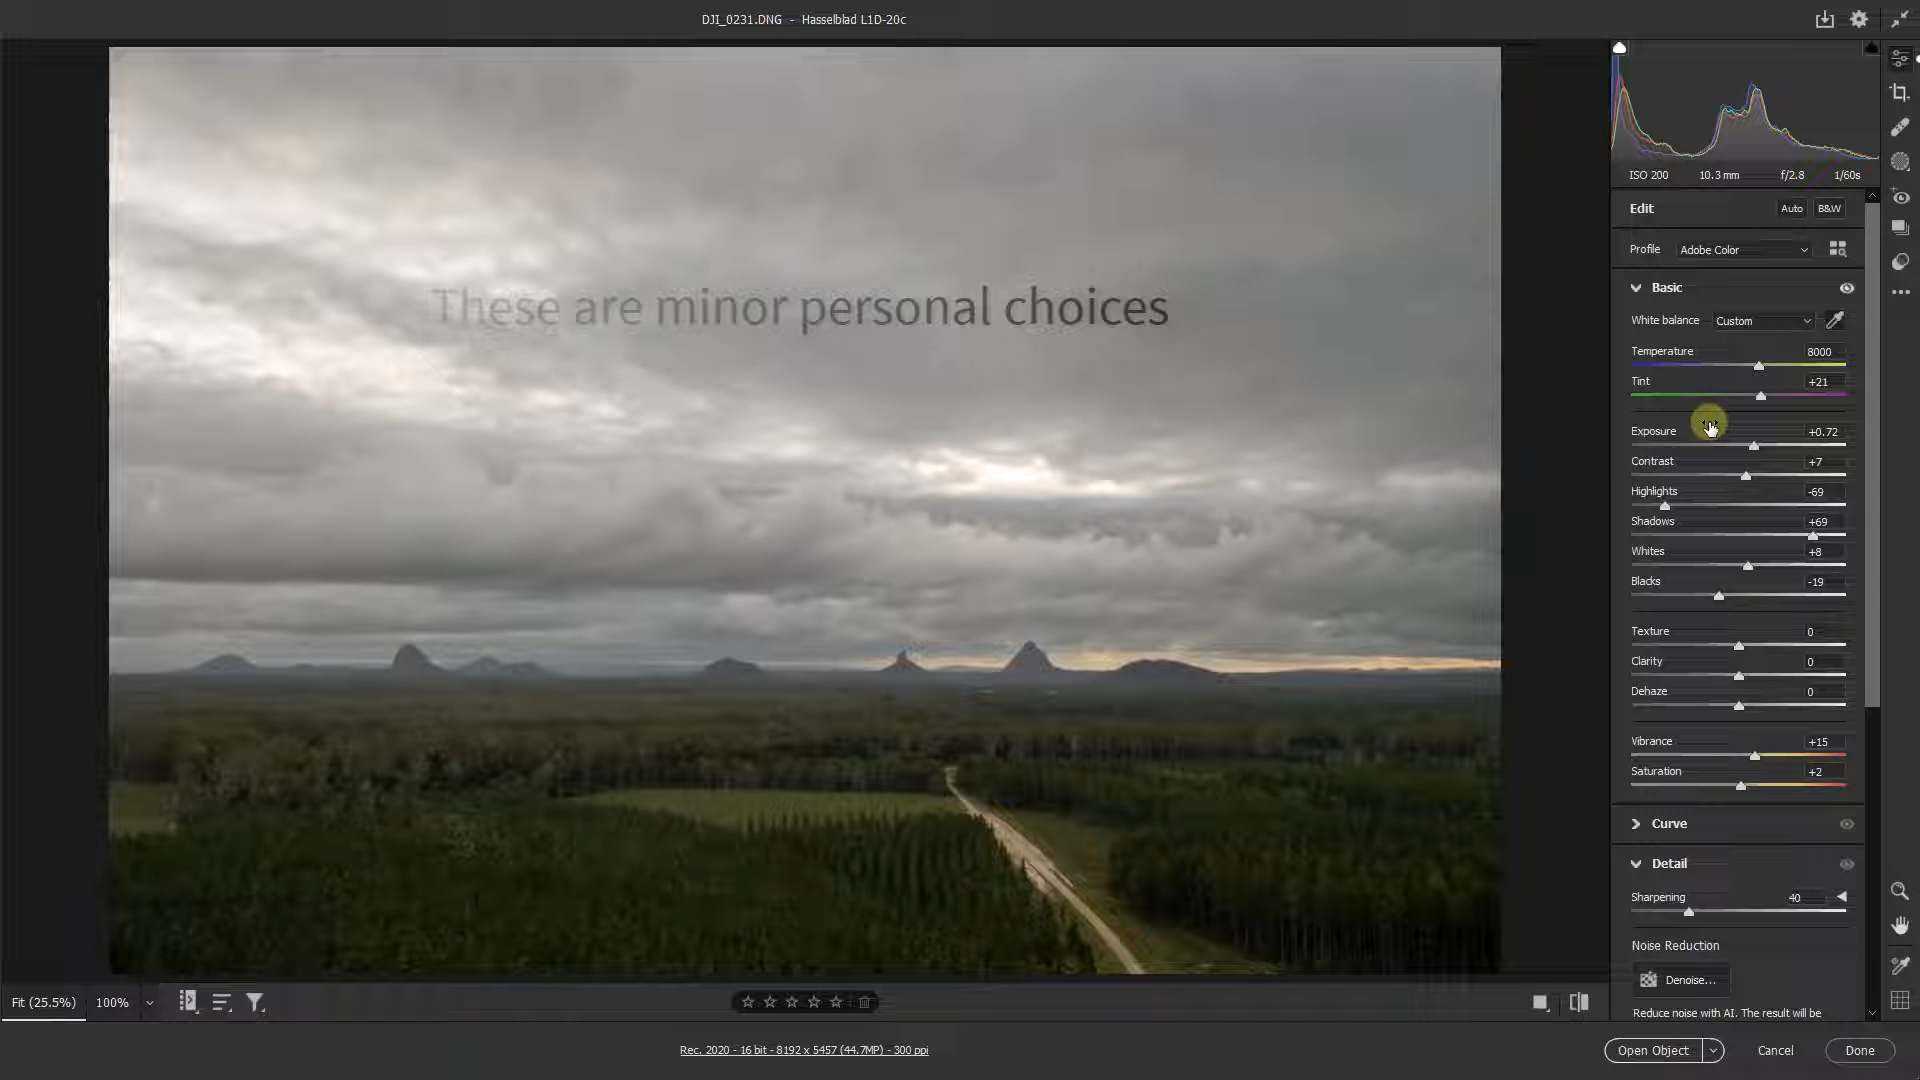 DJI_0231.DNG - Hasselblad L1D-20c
ISO 200 10.3 mm f/2.8 1/60s
Edit Auto B&W
Profile Adobe Color
Basic
White balance Custom
Temperature 8000
Tint +21
These are minor personal choices
Exposure +0.72
Contrast +7
Highlights -69
Shadows +69
Whites +8
Blacks -19
Texture 0
Clarity 0
Dehaze 0
Vibrance +15
Saturation +2
Curve
Detail
Sharpening 40
Noise Reduction
Denoise...
Reduce noise with AI. The result will be
Fit (25.5%) 100%
Rec. 2020 - 16 bit - 8192 x 5457 (44.7MP) - 300 ppi
Open Object Cancel Done